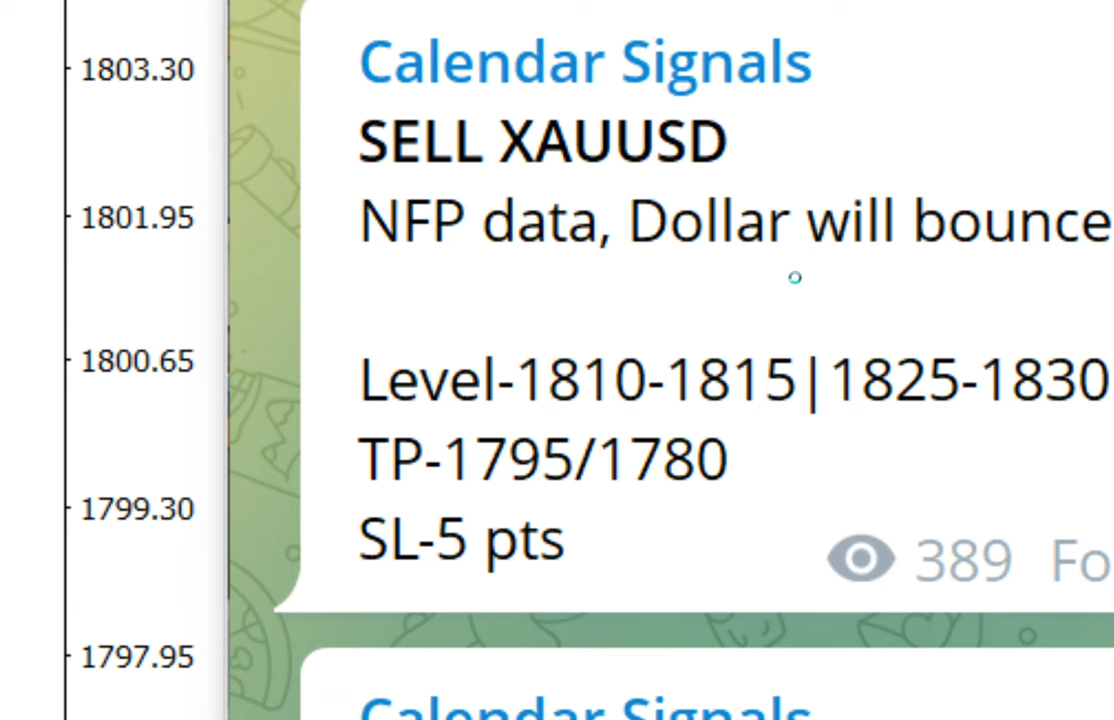 1803.30
1801.95
1800.65
1799.30
1797.95
Calendar Signals
SELL XAUUSD
NFP data, Dollar will bounce
Level-1810-1815|1825-1830
TP-1795/1780
SL-5 pts
389 Fo
Calendar Signals